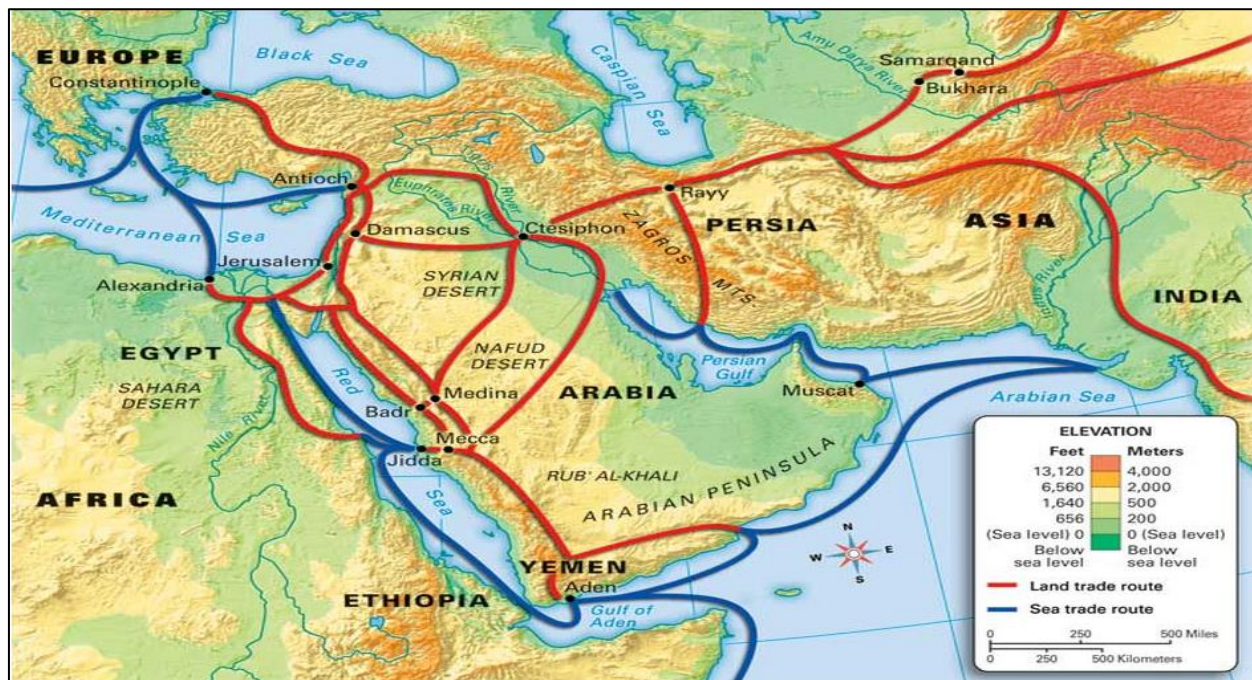 EUROPE
Constantinople
Black Sea
Caspian Sea
Amu Darya River
Samarqand
Bukhara
Antioch
Tigris River
Euphrates River
Rayy
Mediterranean Sea
Damascus
Ctesiphon
ZAGROS MTS.
PERSIA
ASIA
Jerusalem
Alexandria
SYRIAN
DESERT
Indus River
INDIA
EGYPT
SAHARA
DESERT
Nile River
Red Sea
NAFUD
DESERT
Medina
Badr
ARABIA
Persian
Gulf
Muscat
Arabian Sea
Mecca
Jidda
AFRICA
RUB' AL-KHALI
ARABIAN PENINSULA
YEMEN
Aden
ETHIOPIA
Gulf of
Aden
N
W E
S
ELEVATION
Feet Meters
13,120 4,000
6,560 2,000
1,640 500
656 200
(Sea level) 0 0 (Sea level)
Below Below
sea level sea level
Land trade route
Sea trade route
0 250 500 Miles
0 250 500 Kilometers